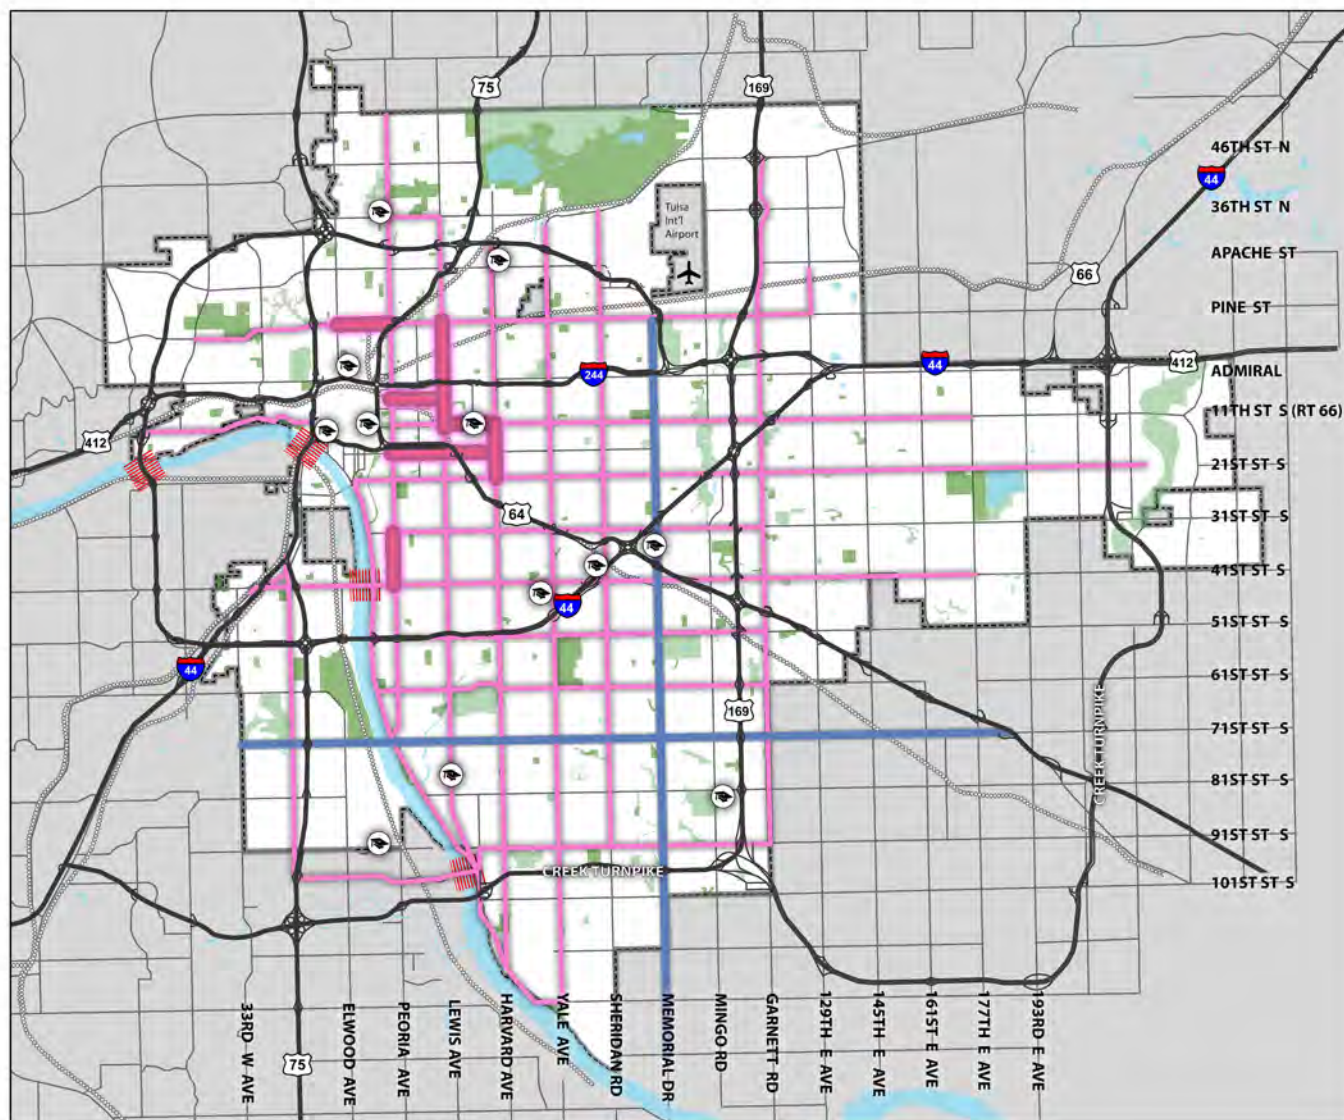 75
169
46TH ST N
44
36TH ST N
Tulsa
Int'l
Airport
APACHE ST
66
PINE ST
412
44
244
ADMIRAL
11TH ST S (RT 66)
412
21ST ST S
64
31ST ST S
41ST ST S
44
51ST ST S
44
61ST ST S
169
71ST ST S
CREEK TURNPIKE
81ST ST S
91ST ST S
CREEK TURNPIKE
101ST ST S
33RD W AVE
ELWOOD AVE
PEORIA AVE
LEWIS AVE
HARVARD AVE
YALE AVE
SHERIDAN RD
MEMORIAL DR
MINGO RD
GARNETT RD
129TH E AVE
145TH E AVE
161ST E AVE
177TH E AVE
193RD E AVE
75